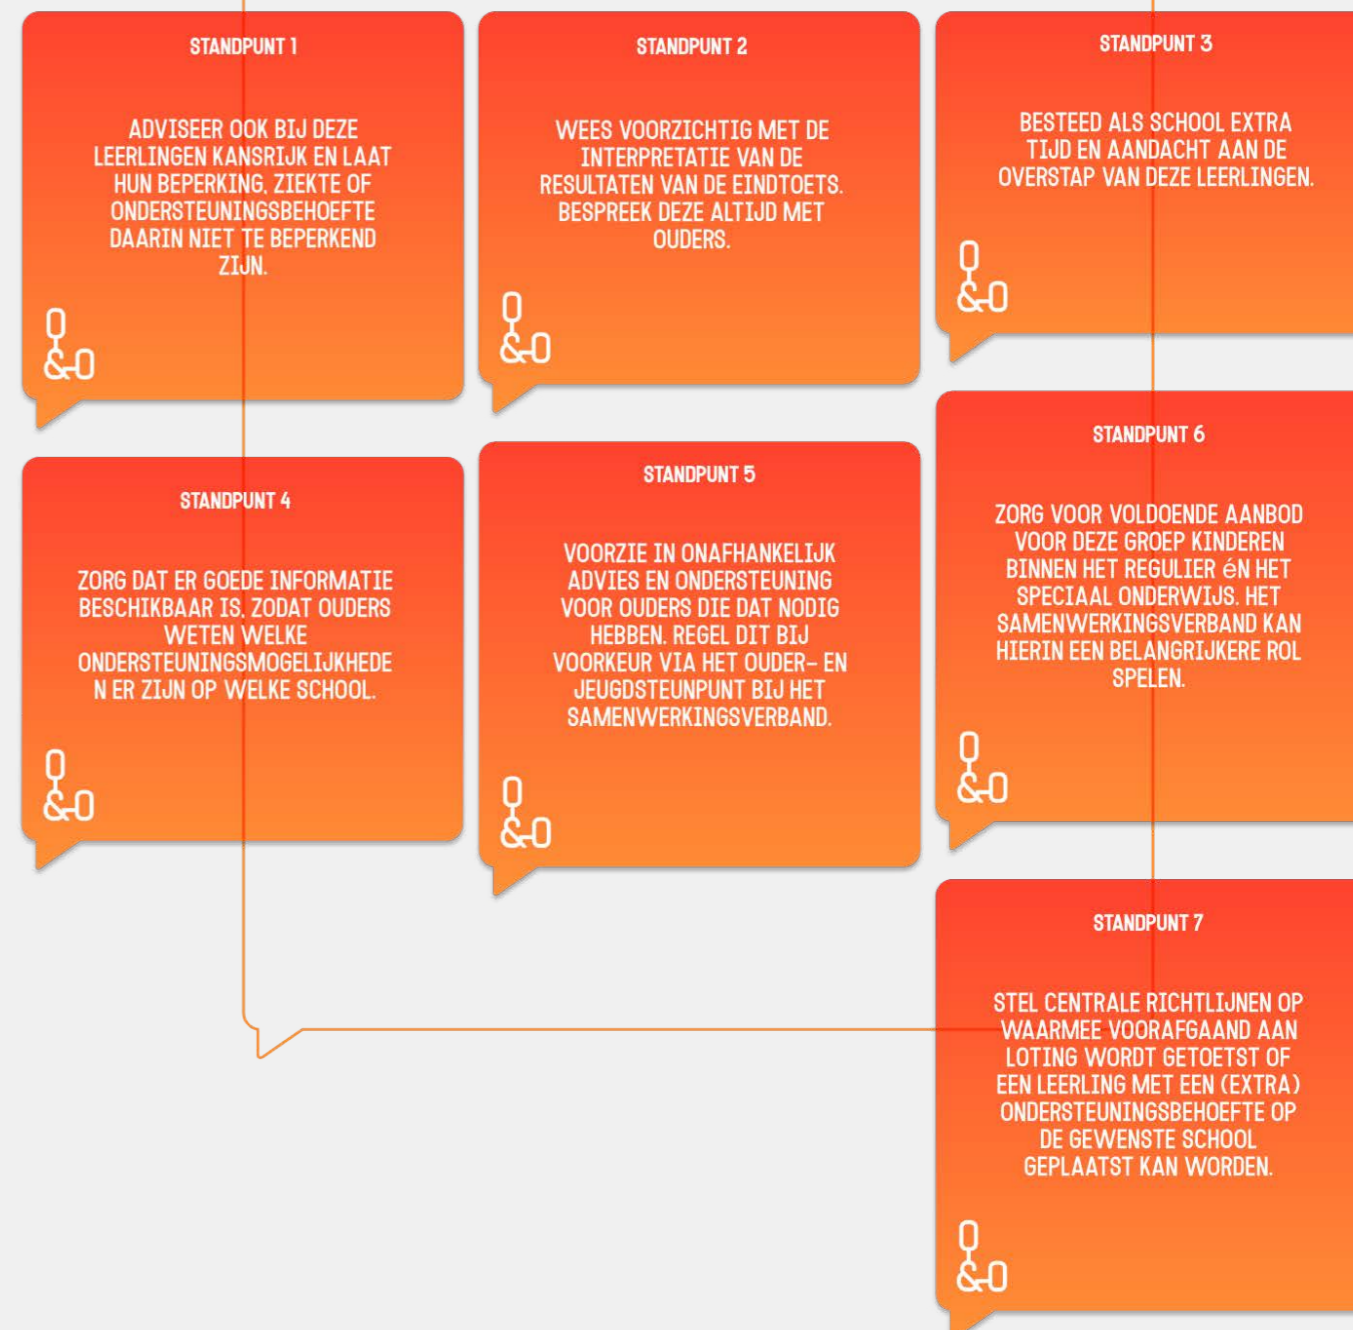 STANDPUNT 1
ADVISEER OOK BIJ DEZE
LEERLINGEN KANSRIJK EN LAAT
HUN BEPERKING, ZIEKTE OF
ONDERSTEUNINGSBEHOEFTE
DAARIN NIET TE BEPERKEND
ZIJN.
O
&-O
STANDPUNT 2
WEES VOORZICHTIG MET DE
INTERPRETATIE VAN DE
RESULTATEN VAN DE EINDTOETS.
BESPREEK DEZE ALTIJD MET
OUDERS.
O
&-O
STANDPUNT 3
BESTEED ALS SCHOOL EXTRA
TIJD EN AANDACHT AAN DE
OVERSTAP VAN DEZE LEERLINGEN.
O
&-O
STANDPUNT 4
ZORG DAT ER GOEDE INFORMATIE
BESCHIKBAAR IS, ZODAT OUDERS
WETEN WELKE
ONDERSTEUNINGSMOGELIJKHEDE
N ER ZIJN OP WELKE SCHOOL.
O
&-O
STANDPUNT 5
VOORZIE IN ONAFHANKELIJK
ADVIES EN ONDERSTEUNING
VOOR OUDERS DIE DAT NODIG
HEBBEN. REGEL DIT BIJ
VOORKEUR VIA HET OUDER- EN
JEUGDSTEUNPUNT BIJ HET
SAMENWERKINGSVERBAND.
O
&-O
STANDPUNT 6
ZORG VOOR VOLDOENDE AANBOD
VOOR DEZE GROEP KINDEREN
BINNEN HET REGULIER éN HET
SPECIAAL ONDERWIJS. HET
SAMENWERKINGSVERBAND KAN
HIERIN EEN BELANGRIJKERE ROL
SPELEN.
O
&-O
STANDPUNT 7
STEL CENTRALE RICHTLIJNEN OP
WAARMEE VOORAFGAAND AAN
LOTING WORDT GETOETST OF
EEN LEERLING MET EEN (EXTRA)
ONDERSTEUNINGSBEHOEFTE OP
DE GEWENSTE SCHOOL
GEPLAATST KAN WORDEN.
O
&-O